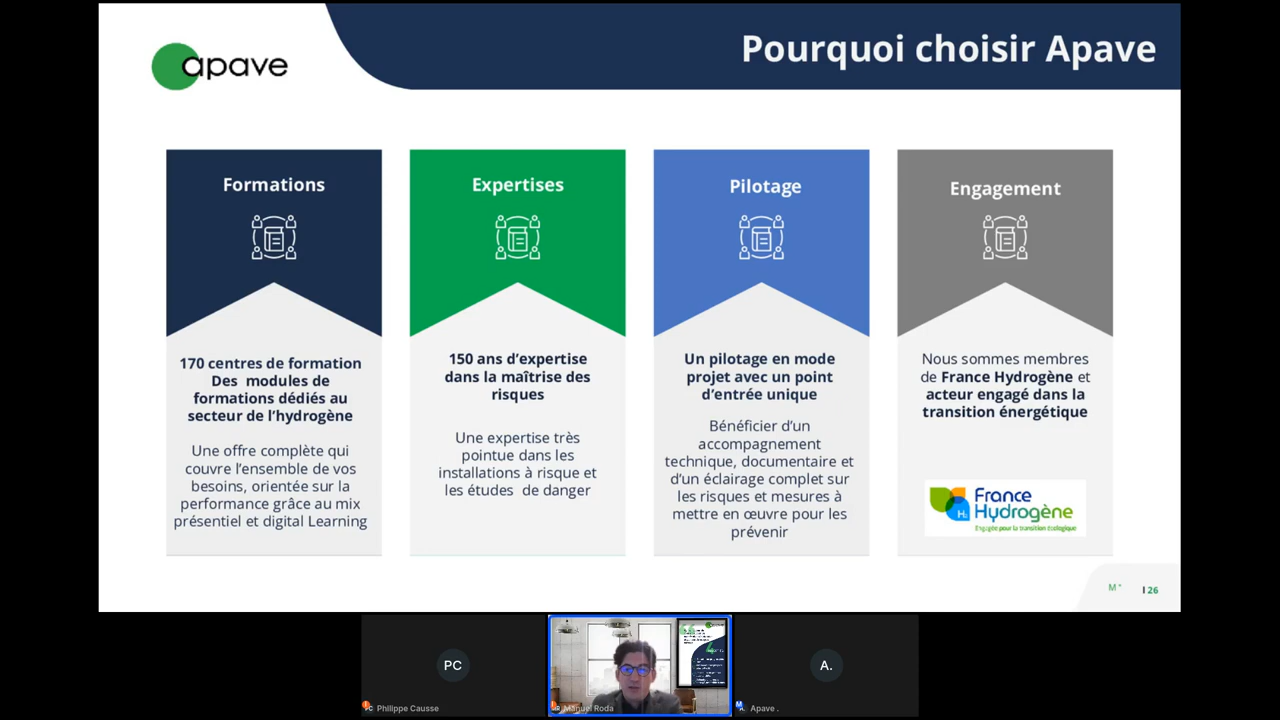 apave
Pourquoi choisir Apave
Formations
170 centres de formation
Des modules de
formations dédiés au
secteur de l'hydrogène
Une offre complète qui
couvre l'ensemble de vos
besoins, orientée sur la
performance grâce au mix
présentiel et digital Learning
Expertises
150 ans d'expertise
dans la maîtrise des
risques
Une expertise très
pointue dans les
installations à risque et
les études de danger
Pilotage
Un pilotage en mode
projet avec un point
d'entrée unique
Bénéficier d'un
accompagnement
technique, documentaire et
d'un éclairage complet sur
les risques et mesures à
mettre en œuvre pour les
prévenir
Engagement
Nous sommes membres
de France Hydrogène et
acteur engagé dans la
transition énergétique
France
Hydrogène
H₂
Engagée pour la transition écologique
26
PC
Philippe Causse
Manuel Roda
A.
Apave .